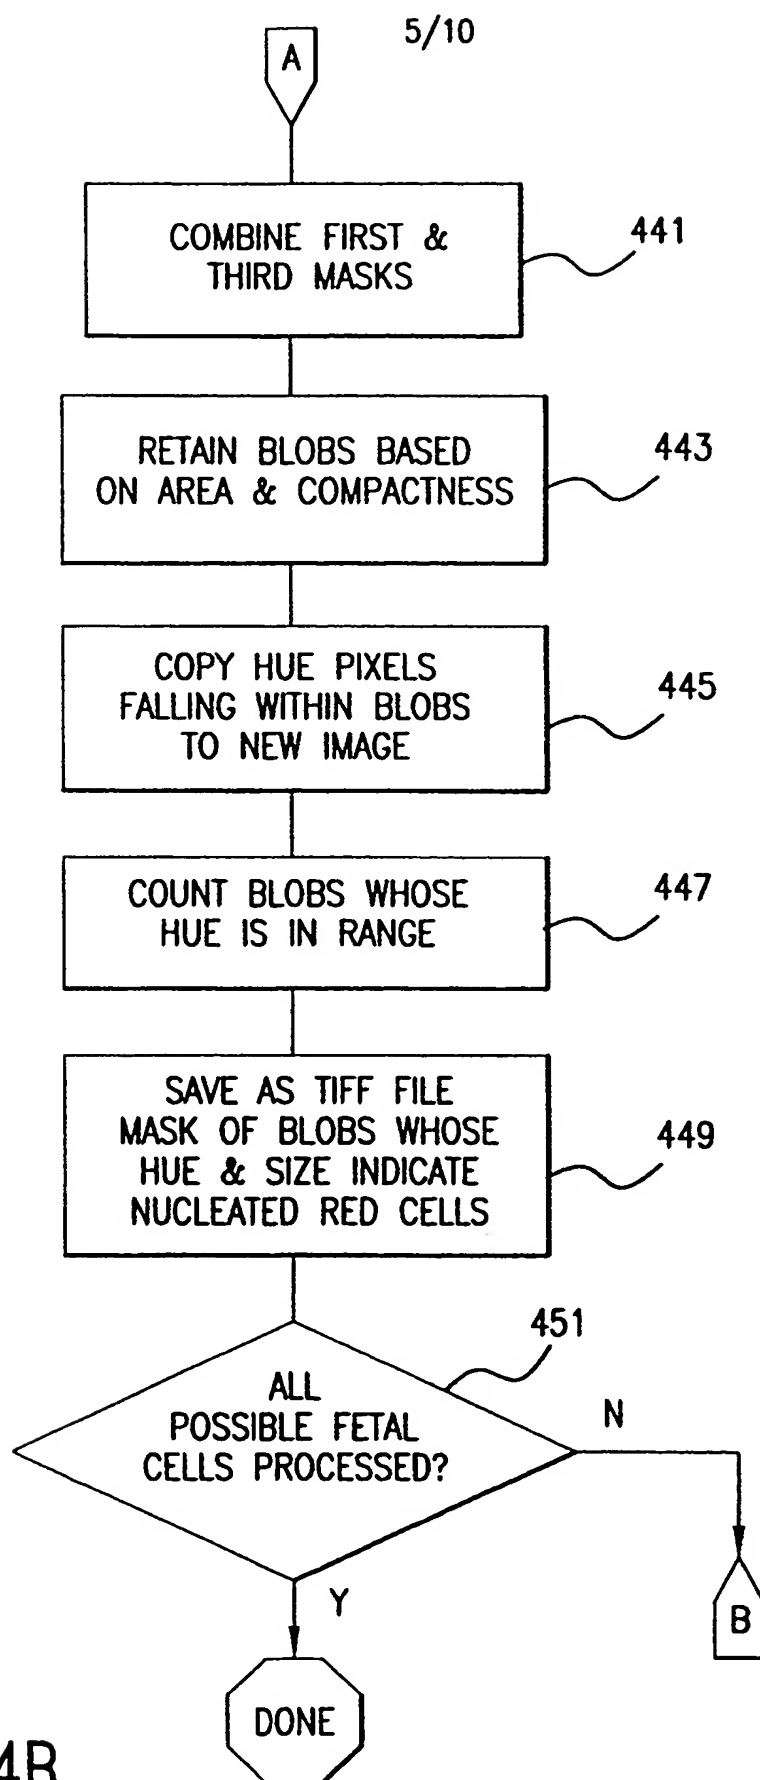 5/10
A
COMBINE FIRST &
THIRD MASKS
441
RETAIN BLOBS BASED
ON AREA & COMPACTNESS
443
COPY HUE PIXELS
FALLING WITHIN BLOBS
TO NEW IMAGE
445
COUNT BLOBS WHOSE
HUE IS IN RANGE
447
SAVE AS TIFF FILE
MASK OF BLOBS WHOSE
HUE & SIZE INDICATE
NUCLEATED RED CELLS
449
451
ALL
POSSIBLE FETAL
CELLS PROCESSED?
N
Y
B
DONE
4B